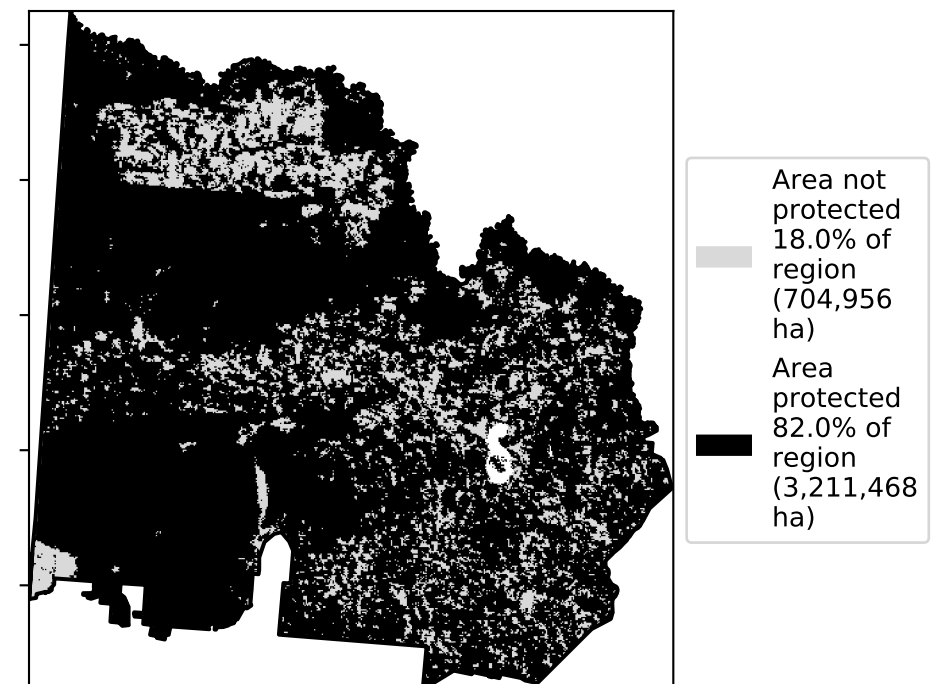 Area not
protected
18.0% of
region
(704,956
ha)
Area
protected
82.0% of
region
(3,211,468
ha)